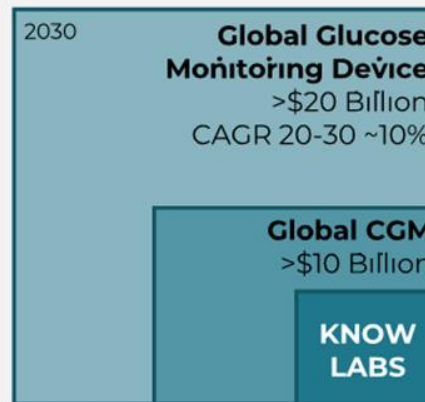 2030
Global Glucose
Monitoring Device
>$20 Billion
CAGR 20-30 ~10%
Global CGM
>$10 Billion
KNOW
LABS